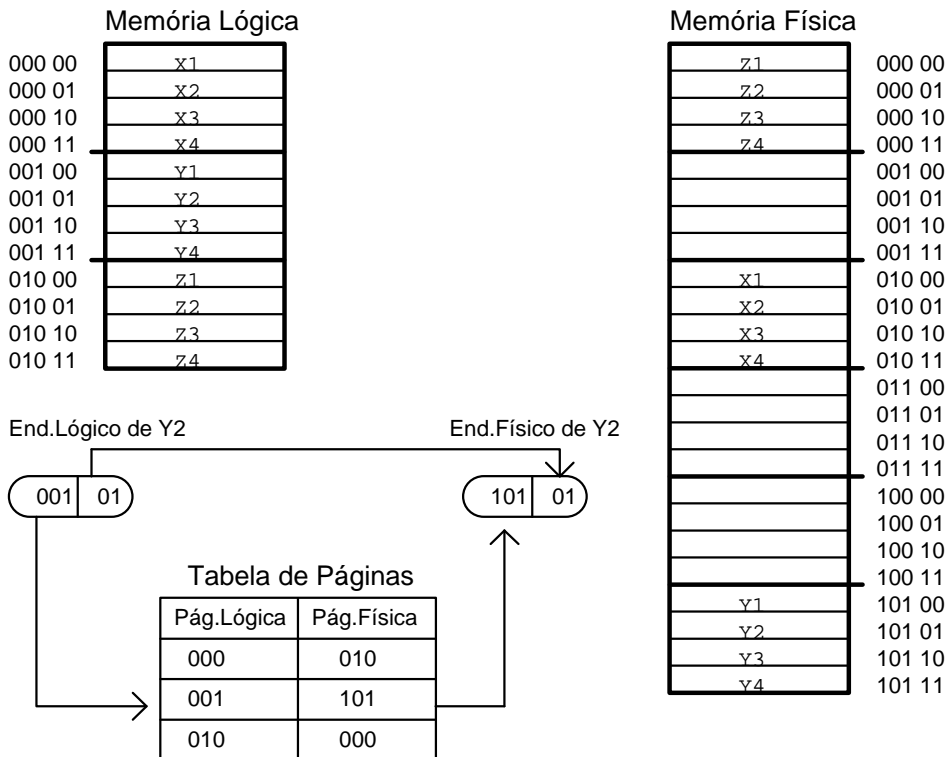 Memória Lógica
000 00 X1
000 01 X2
000 10 X3
000 11 X4
001 00 Y1
001 01 Y2
001 10 Y3
001 11 Y4
010 00 Z1
010 01 Z2
010 10 Z3
010 11 Z4
Memória Física
Z1 000 00
Z2 000 01
Z3 000 10
Z4 000 11
001 00
001 01
001 10
001 11
X1 010 00
X2 010 01
X3 010 10
X4 010 11
011 00
011 01
011 10
011 11
100 00
100 01
100 10
100 11
Y1 101 00
Y2 101 01
Y3 101 10
Y4 101 11
End.Lógico de Y2
001 01
End.Físico de Y2
101 01
Tabela de Páginas
Pág.Lógica Pág.Física
000 010
001 101
010 000